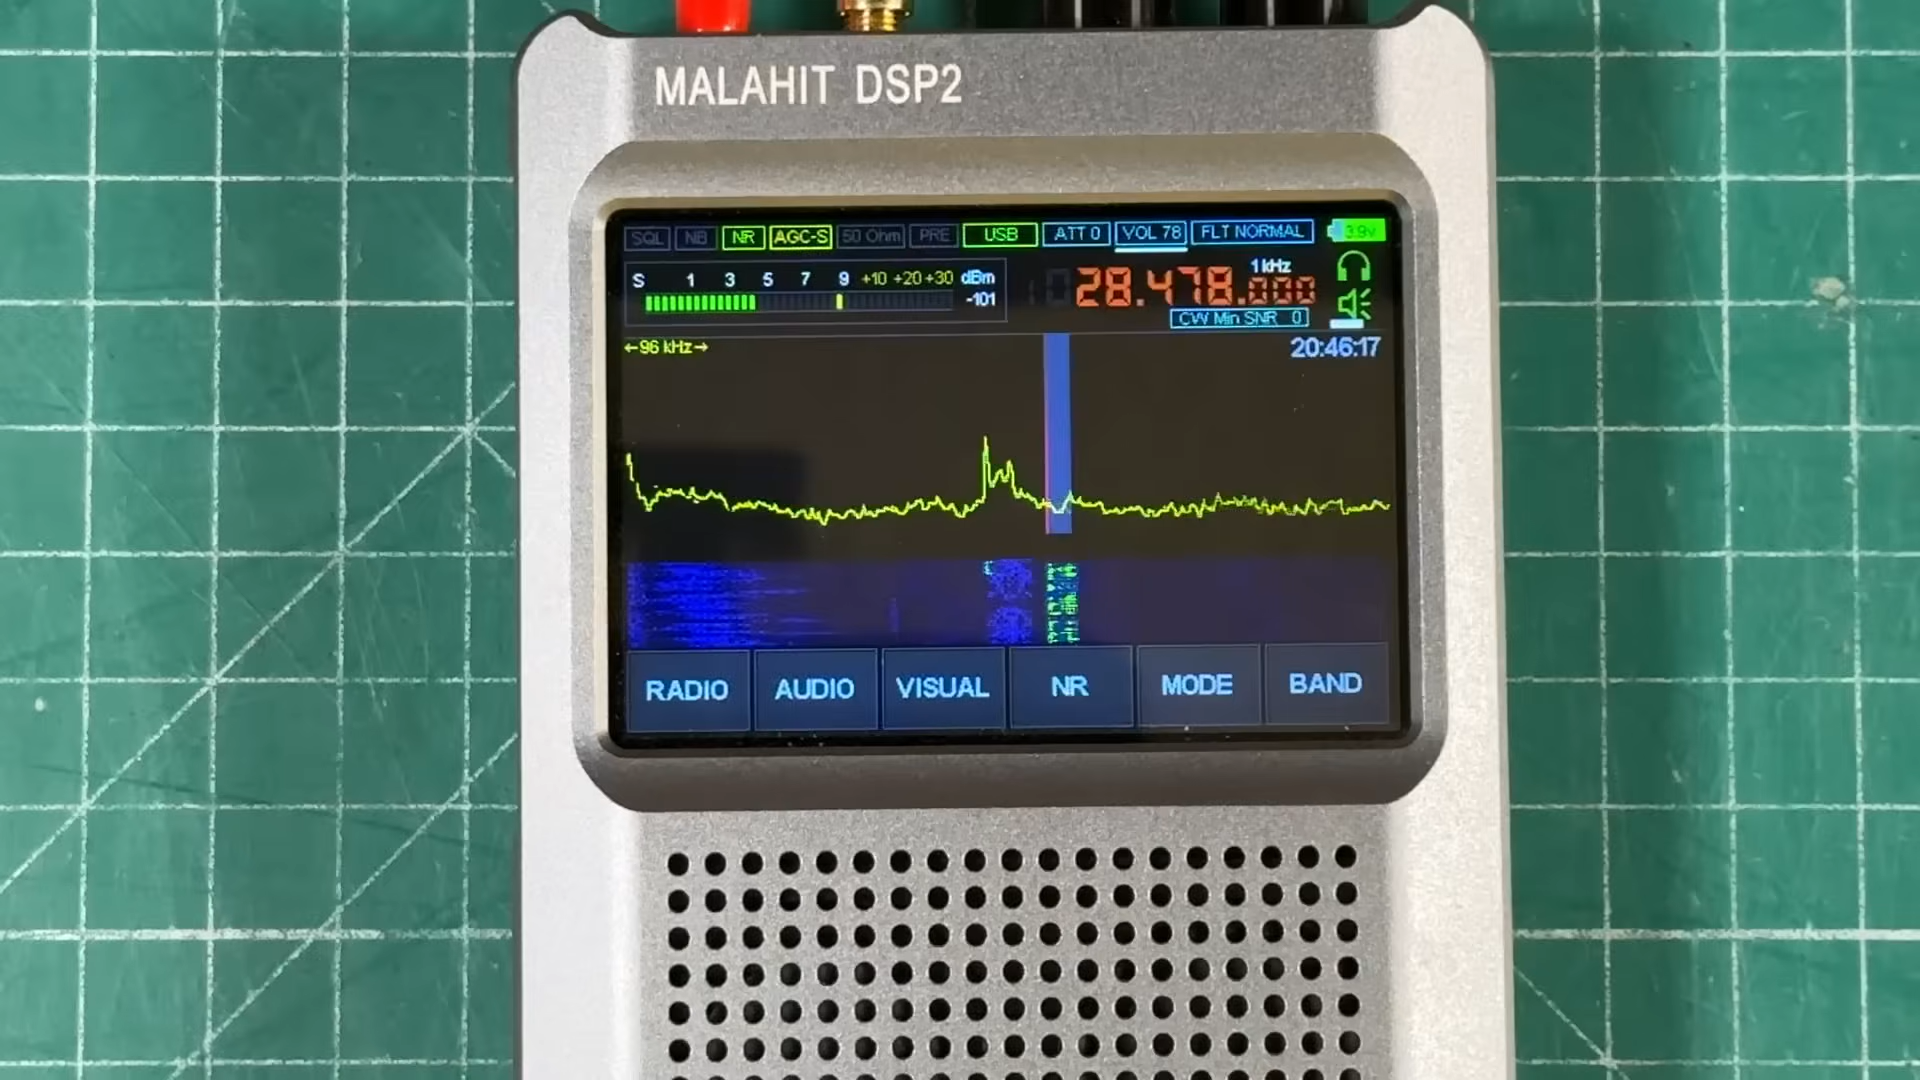 MALAHIT DSP2
SQL NB NR AGC-S 50 Ohm PRE USB ATT 0 VOL 78 FLT NORMAL 3.9v
S 1 3 5 7 9 +10 +20 +30 dBm
-101
1 kHz
28.478.000
CW Min SNR 0
←96 kHz→
20:46:17
RADIO AUDIO VISUAL NR MODE BAND